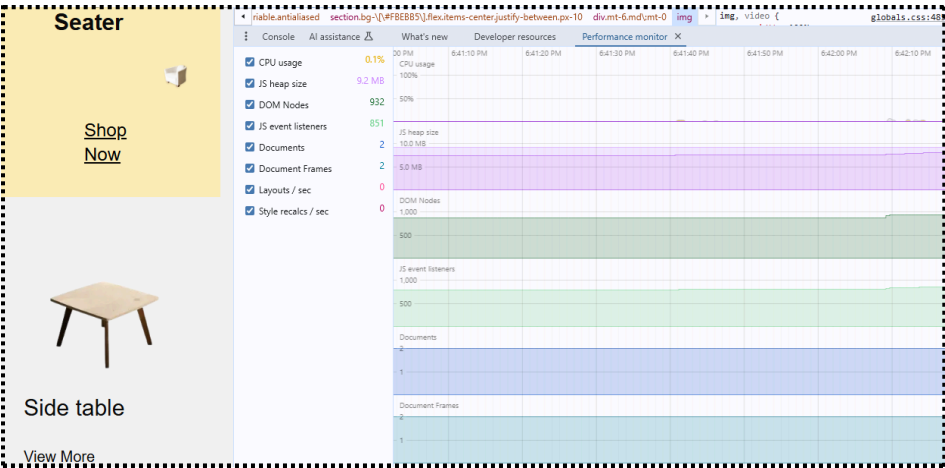 Seater
Shop
Now
Side table
View More
riable.antialiased section.bg-\[\#FBEBB5\].flex.items-center.justify-between.px-10 div.mt-6.md\:mt-0 img
img, video {
globals.css:48
Console AI assistance What's new Developer resources Performance monitor
CPU usage 0.1%
JS heap size 9.2 MB
DOM Nodes 932
JS event listeners 851
Documents 2
Document Frames 2
Layouts / sec 0
Style recalcs / sec 0
00 PM 6:41:10 PM 6:41:20 PM 6:41:30 PM 6:41:40 PM 6:41:50 PM 6:42:00 PM 6:42:10 PM
CPU usage
100%
50%
JS heap size
10.0 MB
5.0 MB
DOM Nodes
1,000
500
JS event listeners
1,000
500
Documents
2
1
Document Frames
2
1